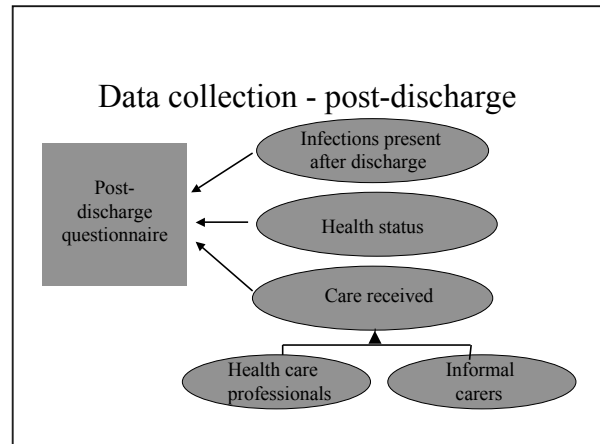 Data collection - post-discharge
Infections present
after discharge
Post-
discharge
questionnaire
Health status
Care received
Health care
professionals
Informal
carers